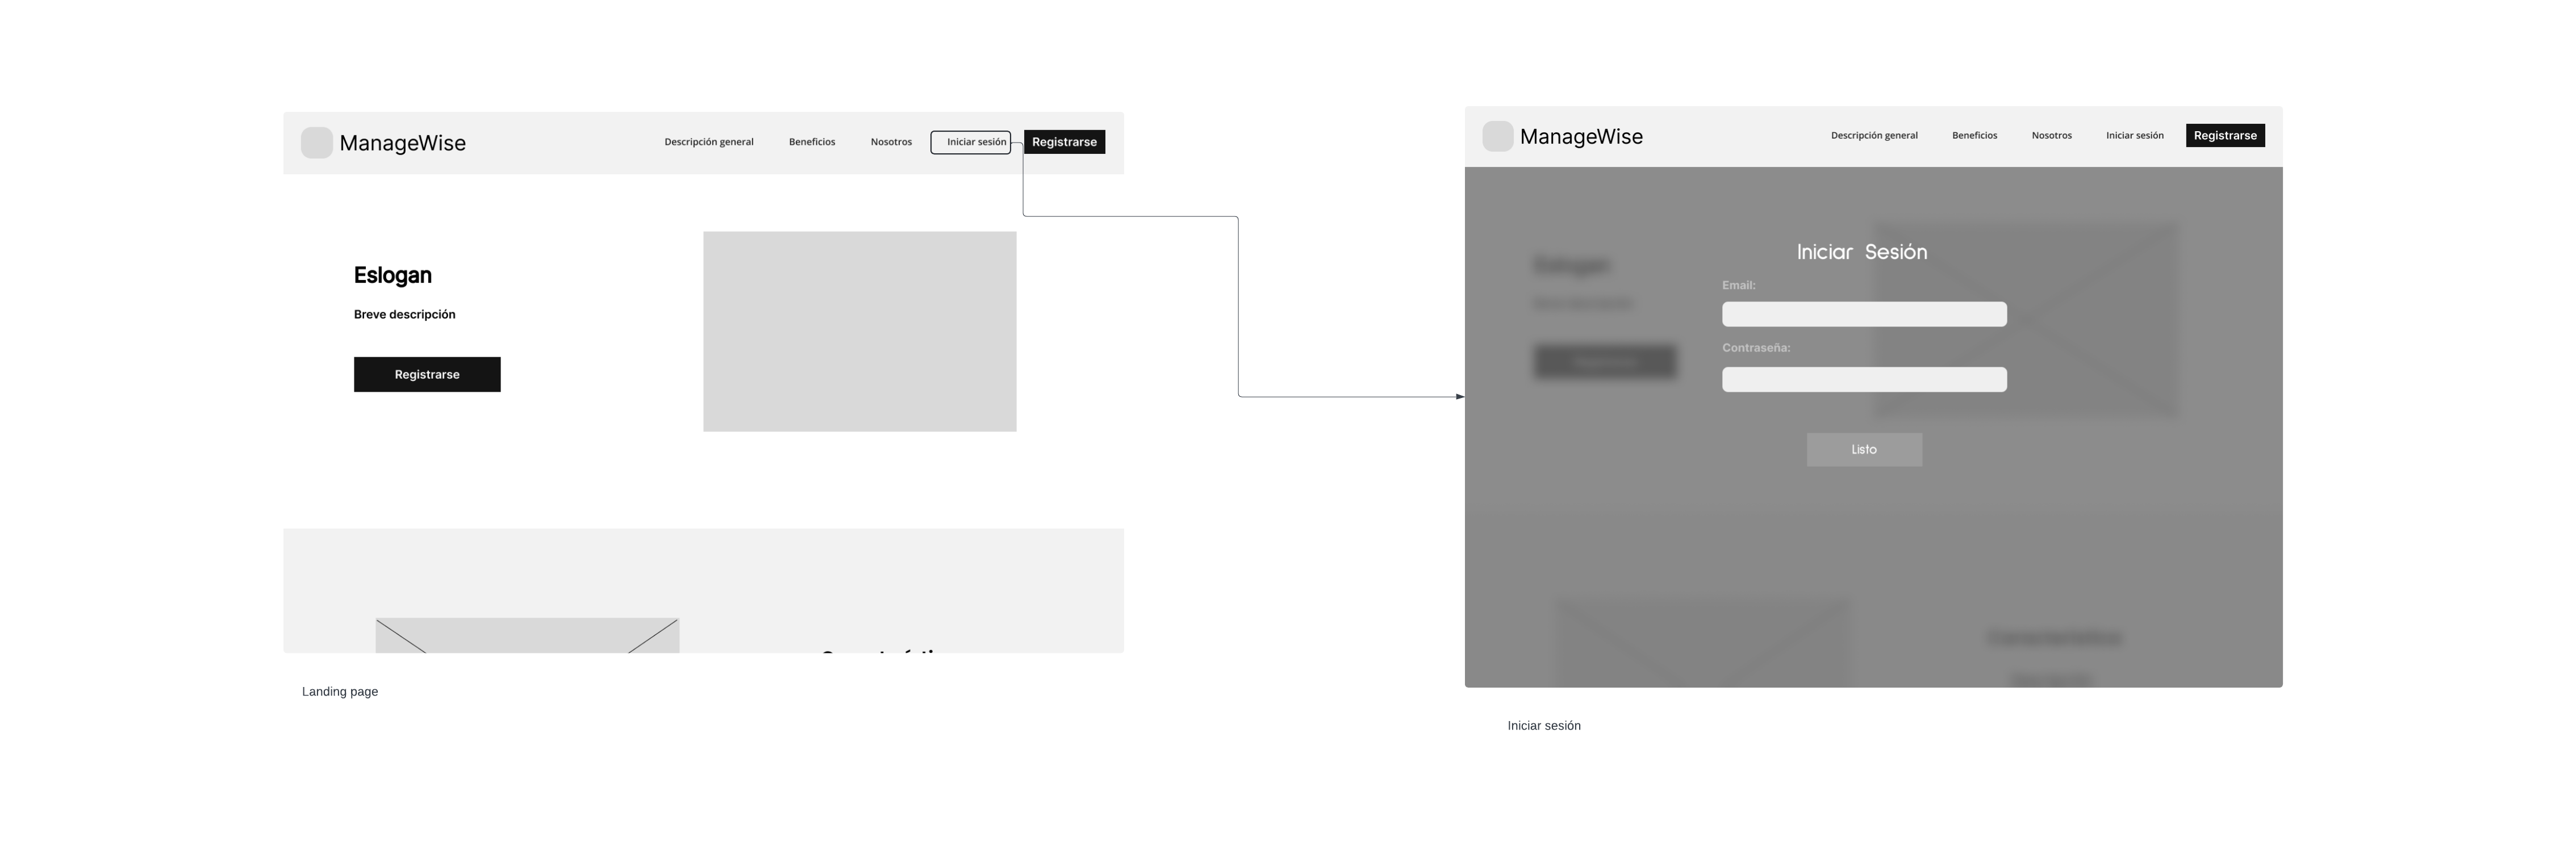 ManageWise
Descripción general
Beneficios
Nosotros
Iniciar sesión
Registrarse
Eslogan
Breve descripción
Registrarse
Landing page
ManageWise
Descripción general
Beneficios
Nosotros
Iniciar sesión
Registrarse
Iniciar Sesión
Email:
Contraseña:
Listo
Iniciar sesión